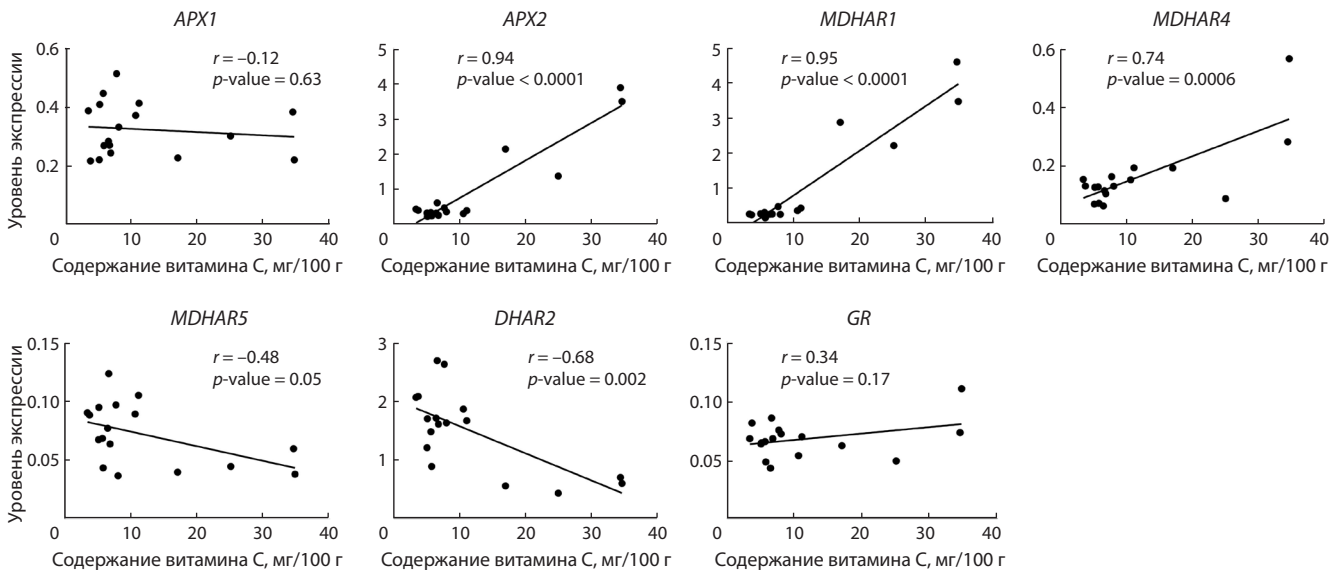 APX1
APX2
MDHAR1
MDHAR4
Уровень экспрессии
0.6
0.4
0.2
0
10
20
30
40
r = –0.12
p-value = 0.63
Содержание витамина С, мг/100 г
5
4
3
2
1
0
10
20
30
40
r = 0.94
p-value < 0.0001
Содержание витамина С, мг/100 г
5
4
3
2
1
0
10
20
30
40
r = 0.95
p-value < 0.0001
Содержание витамина С, мг/100 г
0.6
0.4
0.2
0
10
20
30
40
r = 0.74
p-value = 0.0006
Содержание витамина С, мг/100 г
MDHAR5
DHAR2
GR
Уровень экспрессии
0.15
0.10
0.05
0
10
20
30
40
r = –0.48
p-value = 0.05
Содержание витамина С, мг/100 г
3
2
1
0
10
20
30
40
r = –0.68
p-value = 0.002
Содержание витамина С, мг/100 г
0.15
0.10
0.05
0
10
20
30
40
r = 0.34
p-value = 0.17
Содержание витамина С, мг/100 г